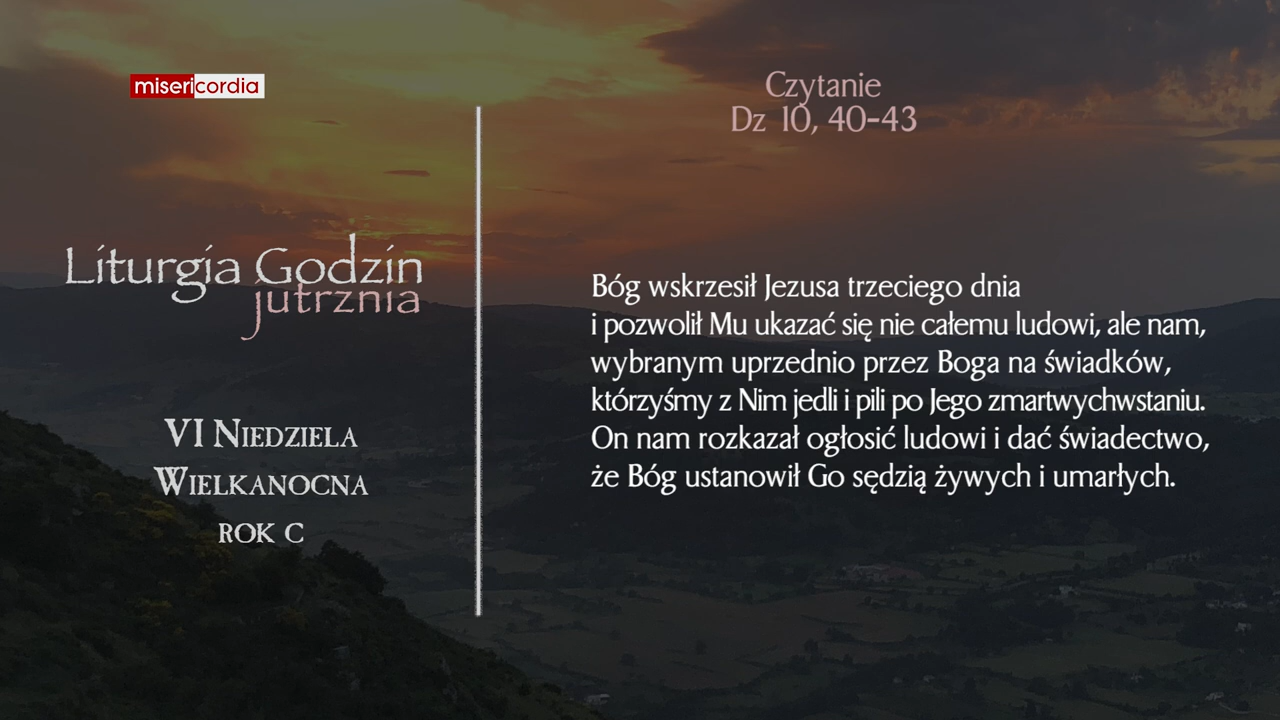 misericordia
Liturgia Godzin
jutrznia
VI Niedziela
Wielkanocna
rok C
Czytanie
Dz 10, 40-43
Bóg wskrzesił Jezusa trzeciego dnia
i pozwolił Mu ukazać się nie całemu ludowi, ale nam,
wybranym uprzednio przez Boga na świadków,
którzyśmy z Nim jedli i pili po Jego zmartwychwstaniu.
On nam rozkazał ogłosić ludowi i dać świadectwo,
że Bóg ustanowił Go sędzią żywych i umarłych.